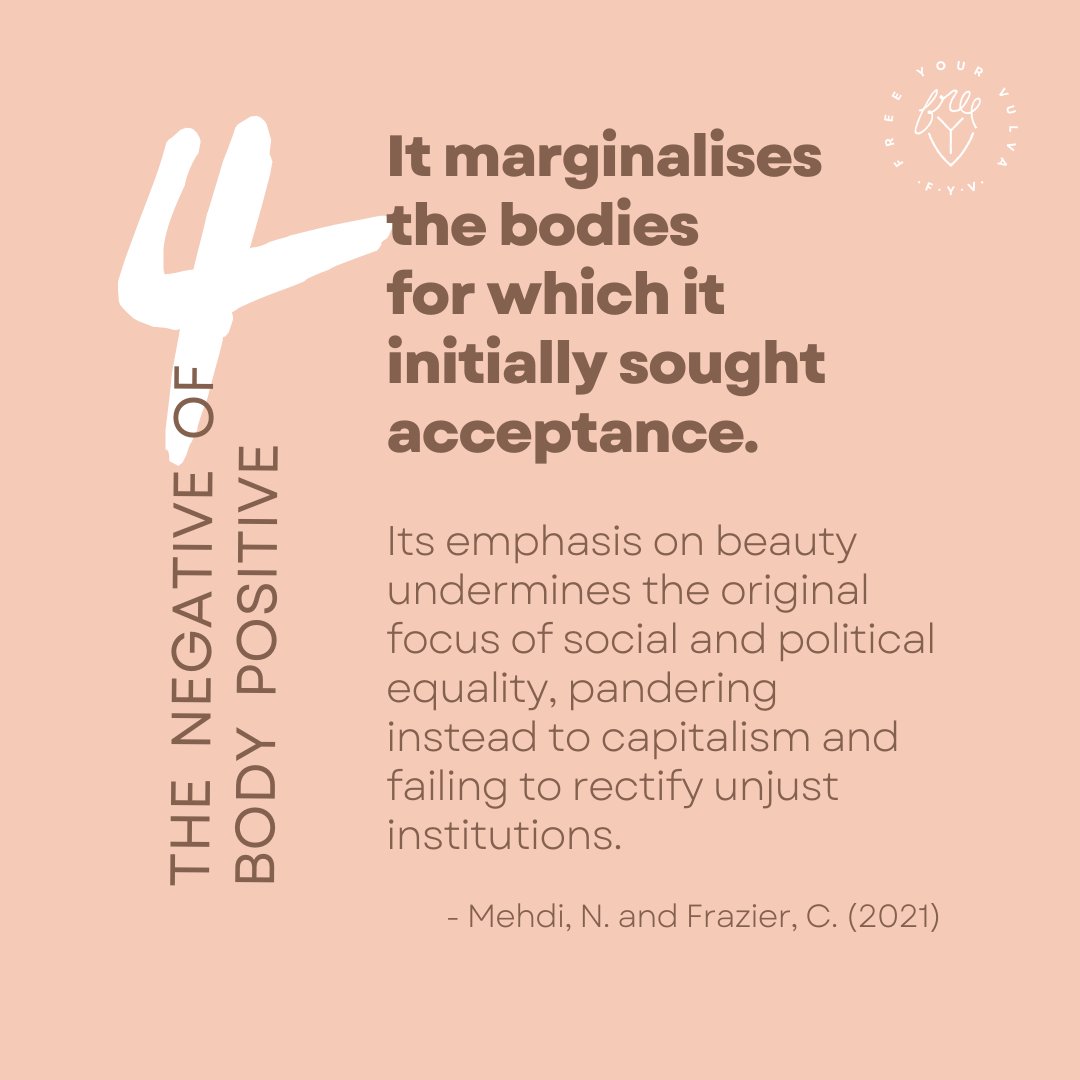 4
THE NEGATIVE OF
BODY POSITIVE
It marginalises
the bodies
for which it
initially sought
acceptance.
Its emphasis on beauty
undermines the original
focus of social and political
equality, pandering
instead to capitalism and
failing to rectify unjust
institutions.
- Mehdi, N. and Frazier, C. (2021)
FREE YOUR VULVA
free
·F·Y·V·